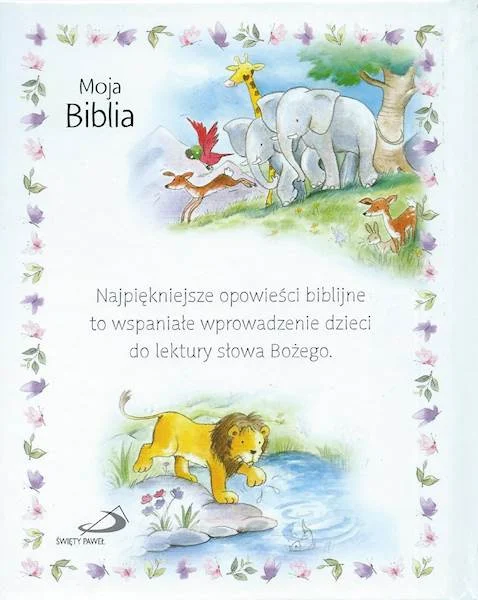 Moja
Biblia
Najpiękniejsze opowieści biblijne
to wspaniałe wprowadzenie dzieci
do lektury słowa Bożego.
ŚWIĘTY PAWEŁ